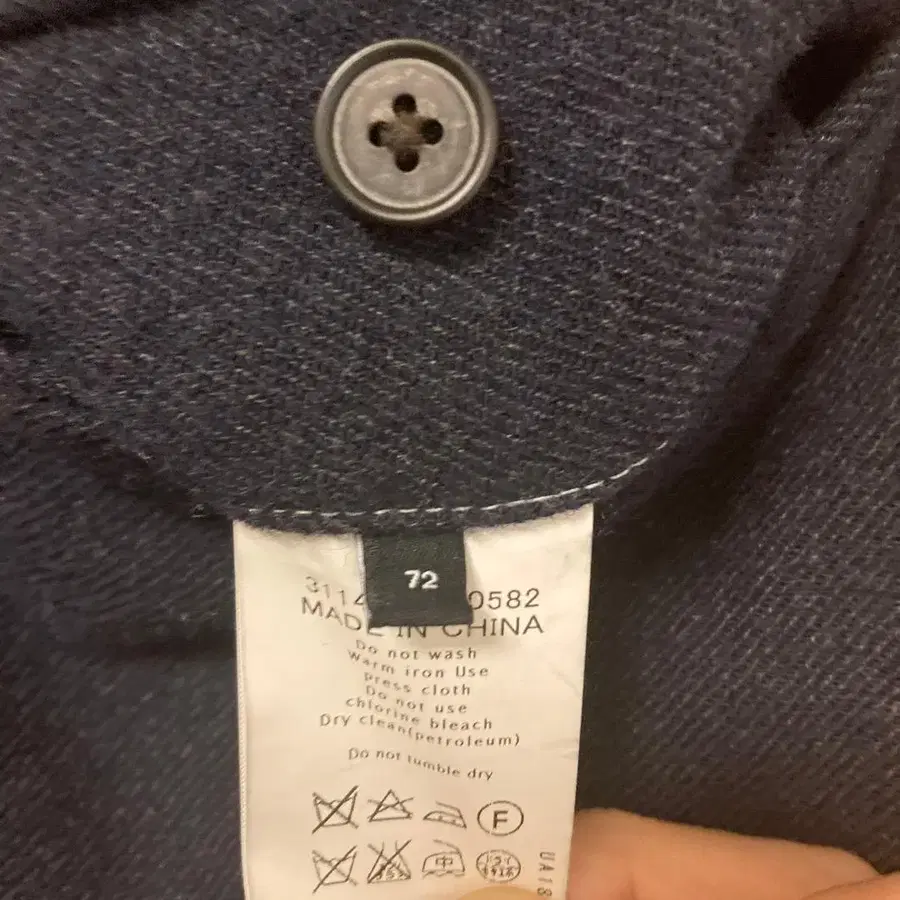 72
3114 0582
MADE IN CHINA
Do not wash
Warm iron Use
Press cloth
Do not use
chlorine bleach
Dry clean(petroleum)
Do not tumble dry
F
中
UA18